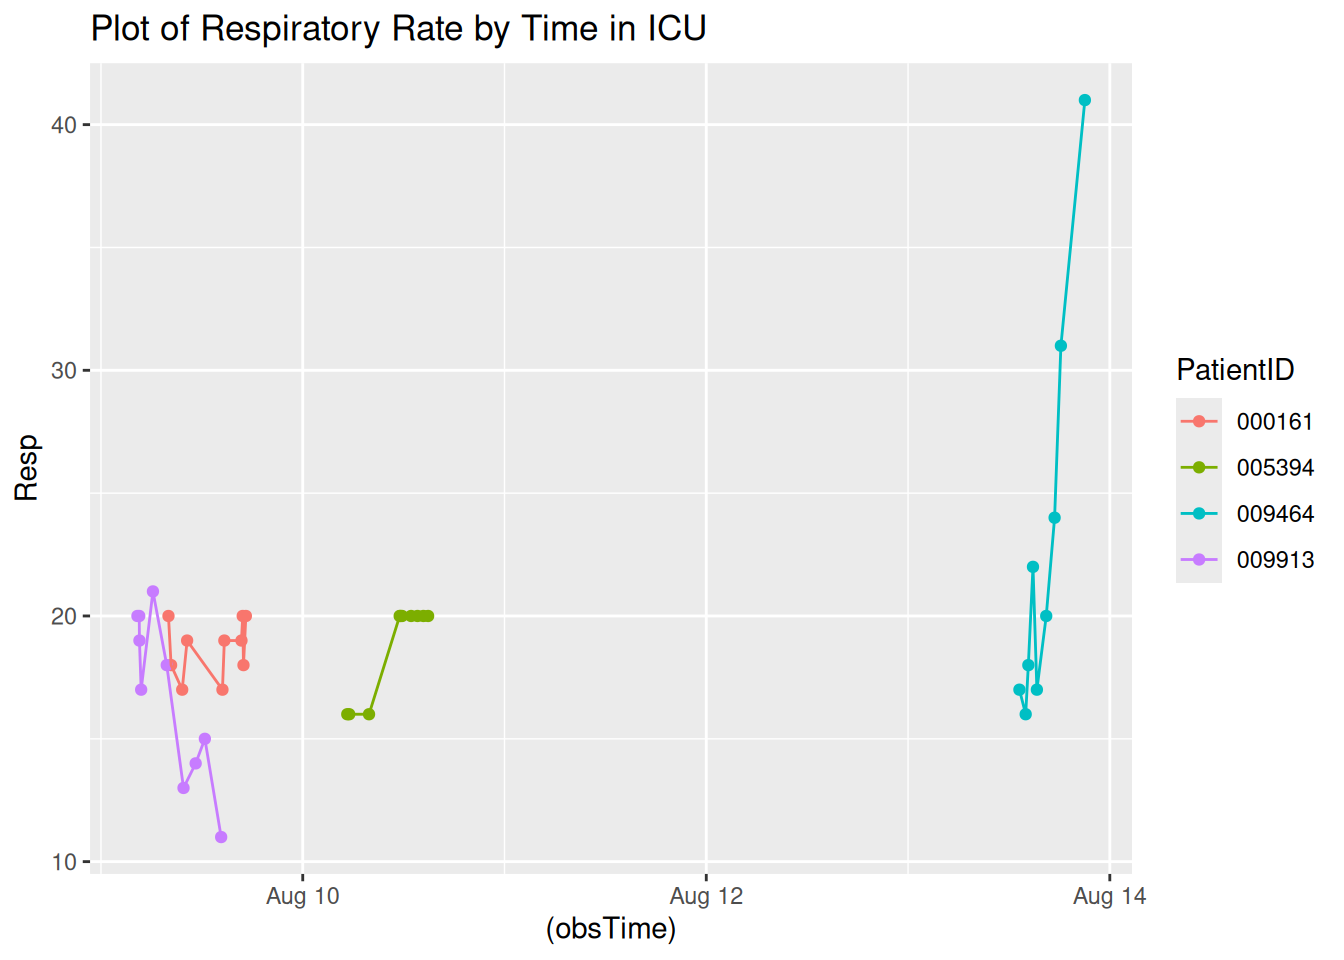 Plot of Respiratory Rate by Time in ICU
40
30
20
10
Resp
Aug 10
Aug 12
Aug 14
(obsTime)
PatientID
000161
005394
009464
009913